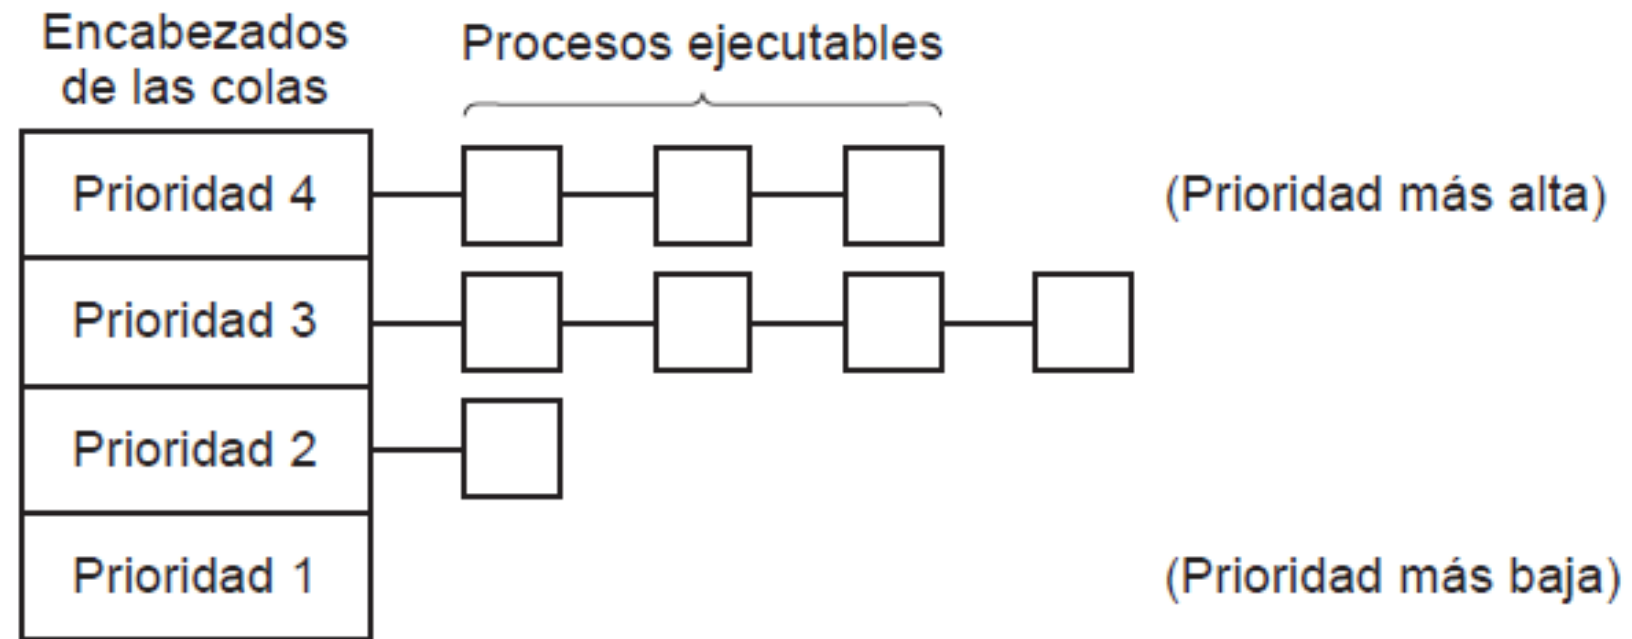 Encabezados
de las colas
Procesos ejecutables
Prioridad 4
(Prioridad más alta)
Prioridad 3
Prioridad 2
Prioridad 1
(Prioridad más baja)